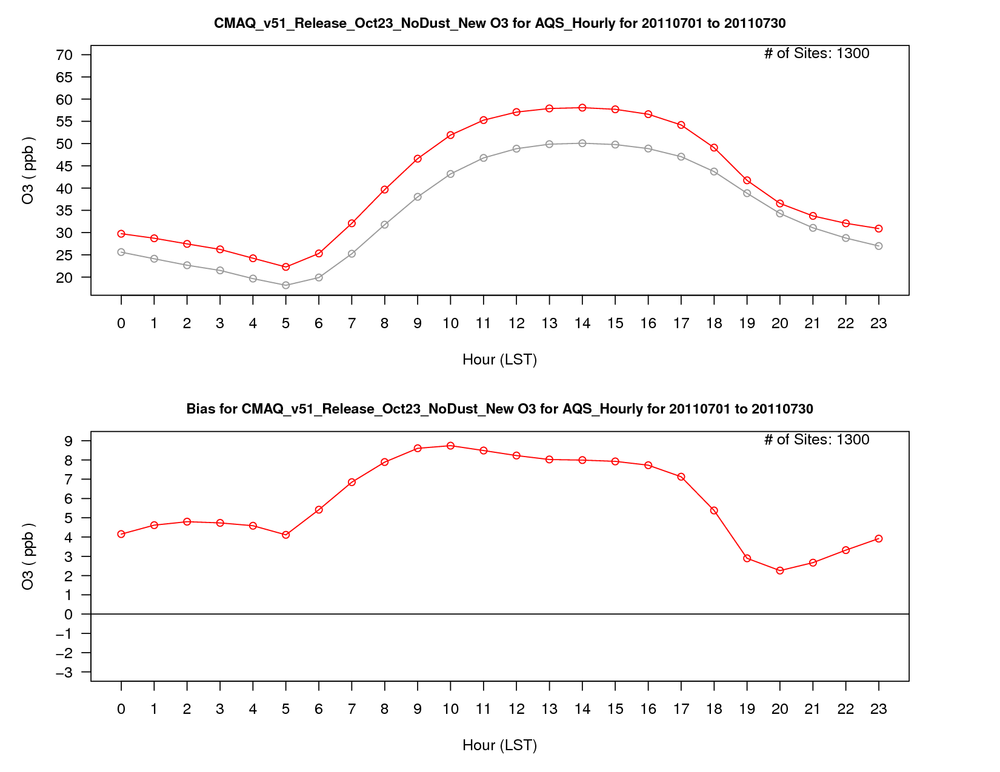 CMAQ_v51_Release_Oct23_NoDust_New O3 for AQS_Hourly for 20110701 to 20110730
# of Sites: 1300
70
65
60
55
50
45
40
35
30
25
20
O3 ( ppb )
0 1 2 3 4 5 6 7 8 9 10 11 12 13 14 15 16 17 18 19 20 21 22 23
Hour (LST)
Bias for CMAQ_v51_Release_Oct23_NoDust_New O3 for AQS_Hourly for 20110701 to 20110730
# of Sites: 1300
9
8
7
6
5
4
3
2
1
0
−1
−2
−3
O3 ( ppb )
0 1 2 3 4 5 6 7 8 9 10 11 12 13 14 15 16 17 18 19 20 21 22 23
Hour (LST)